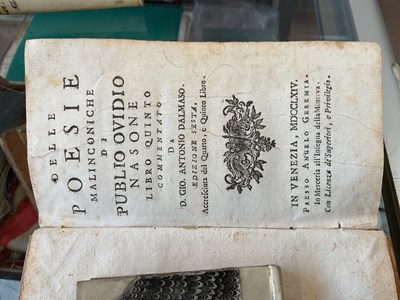 DELLE
POESIE
MALINCONICHE
DI
PUBLIO OVIDIO
NASONE
LIBRO QUINTO
COMMENTATO
DA
D. GIO. ANTONIO DALMASO.
EDIZIONE SESTA,
Accresciuta del Quarto, e Quinto Libro.
IN VENEZIA, MDCCLXIV.
Presso Angelo Geremia.
In Merceria all'Insegna della Minerva.
Con Licenza de' Superiori, e Privilegio.